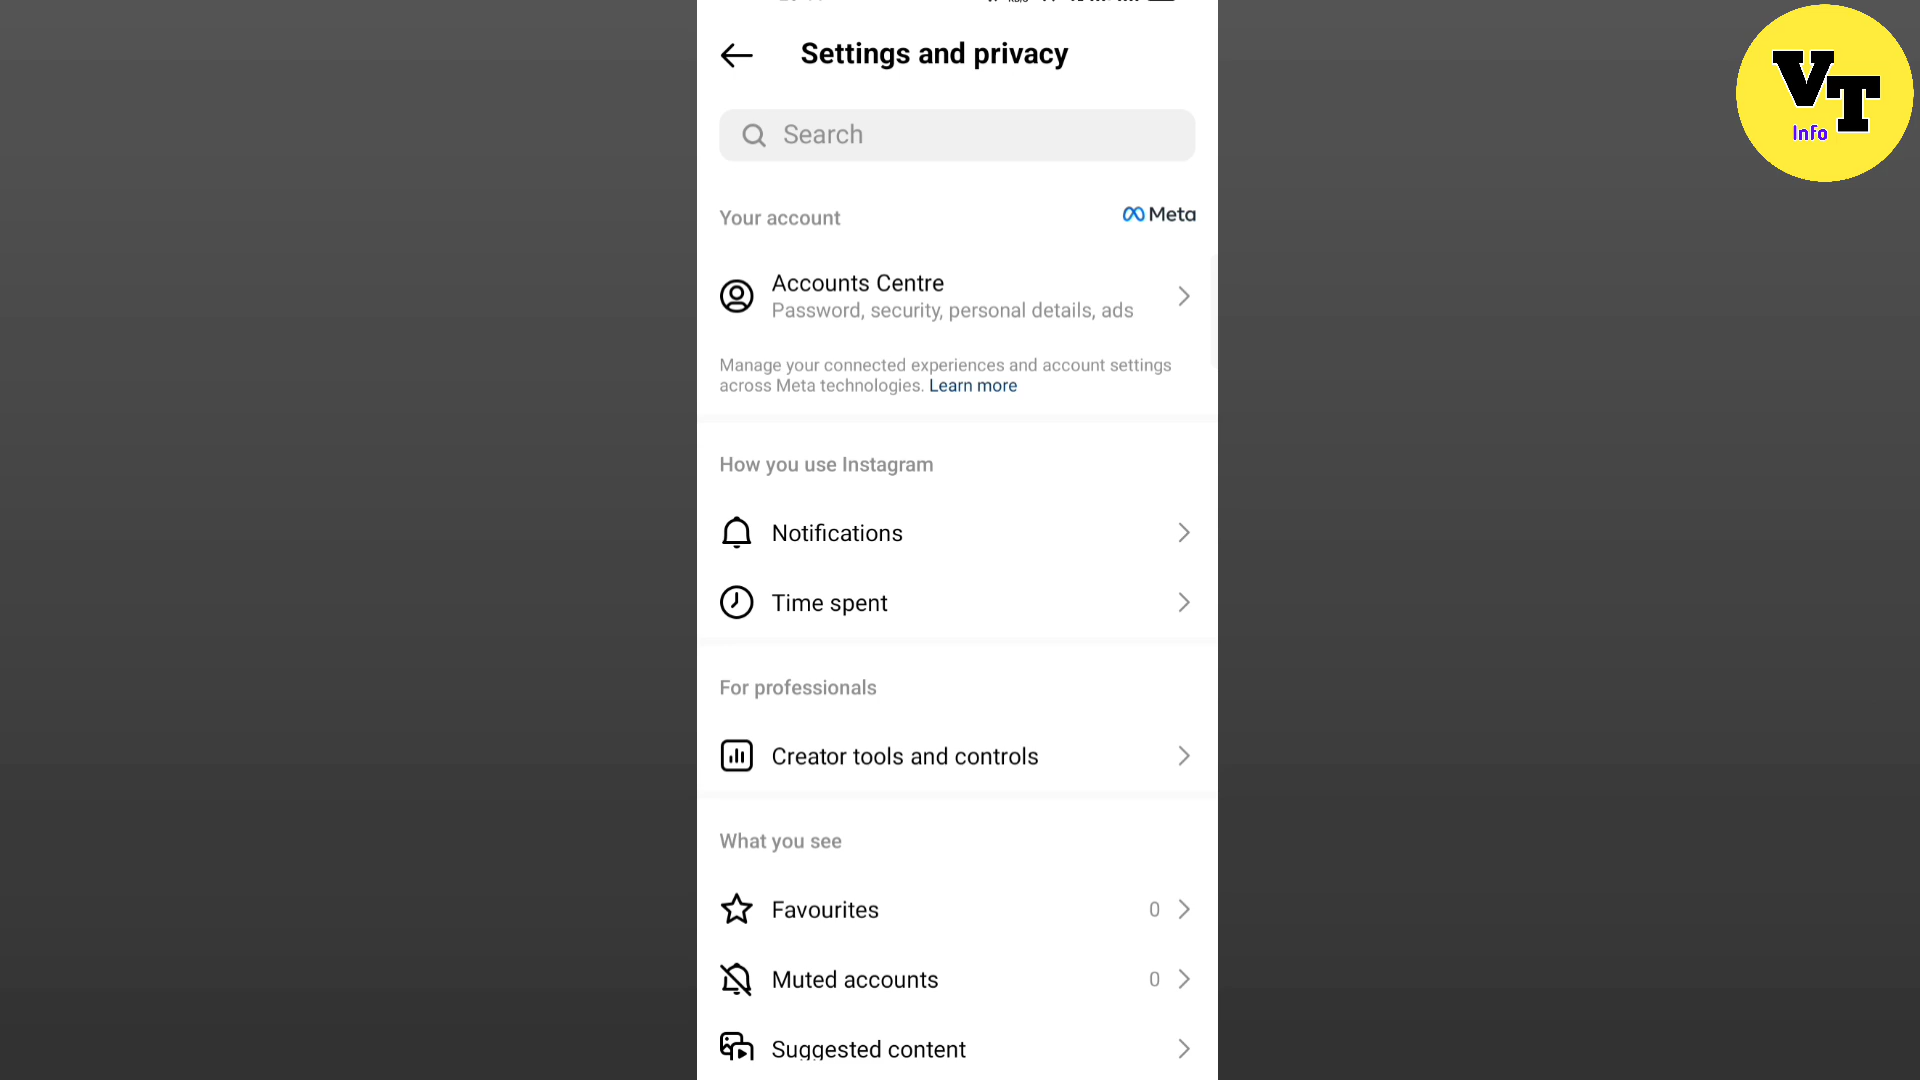 Settings and privacy
Search
Your account
Meta
Accounts Centre
Password, security, personal details, ads
Manage your connected experiences and account settings
across Meta technologies. Learn more
How you use Instagram
Notifications
Time spent
For professionals
Creator tools and controls
What you see
Favourites 0
Muted accounts 0
Suggested content
VT
Info